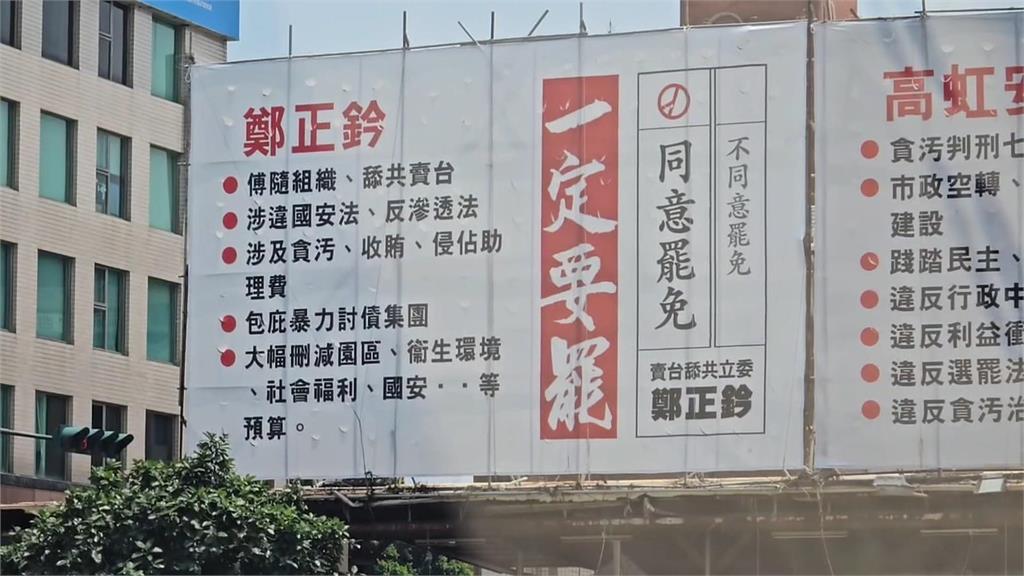 鄭正鈐
傅隨組織、舔共賣台
涉違國安法、反滲透法
涉及貪污、收賄、侵佔助
理費
包庇暴力討債集團
大幅刪減園區、衛生環境
、社會福利、國安‥等
預算。
一定要罷
同意罷免
不同意罷免
賣台舔共立委
鄭正鈐
高虹安
貪污判刑七
市政空轉、
建設
踐踏民主、
違反行政中
違反利益衝
違反選罷法
違反貪污治